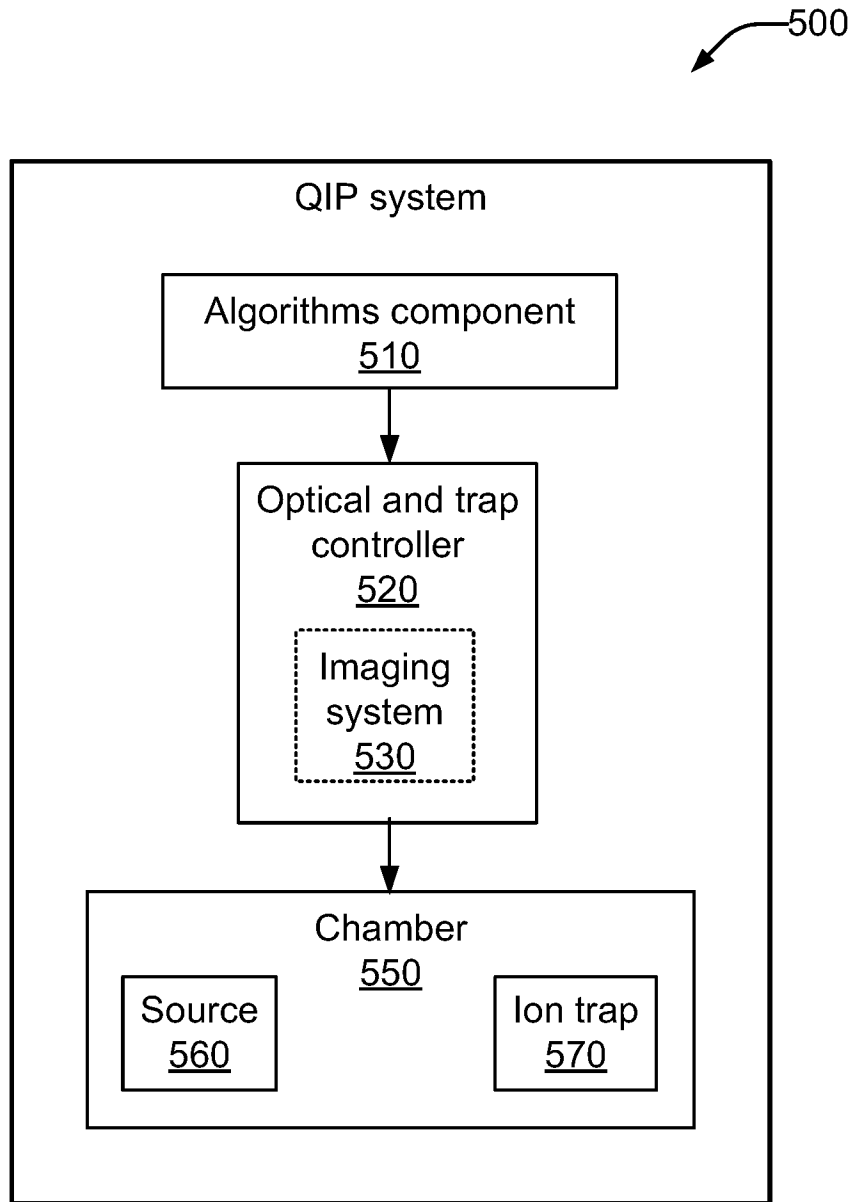 500
QIP system
Algorithms component
510
Optical and trap
controller
520
Imaging
system
530
Chamber
550
Source
560
Ion trap
570